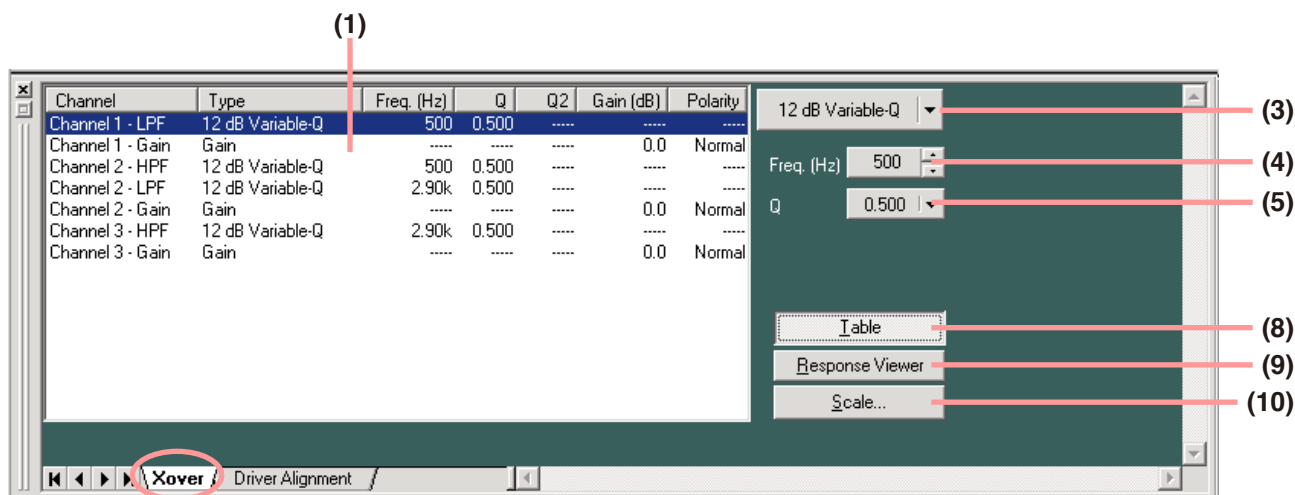 (1)
Channel Type Freq. (Hz) Q Q2 Gain (dB) Polarity
Channel 1 - LPF 12 dB Variable-Q 500 0.500 ----- ----- -----
Channel 1 - Gain Gain ----- ----- ----- 0.0 Normal
Channel 2 - HPF 12 dB Variable-Q 500 0.500 ----- ----- -----
Channel 2 - LPF 12 dB Variable-Q 2.90k 0.500 ----- ----- -----
Channel 2 - Gain Gain ----- ----- ----- 0.0 Normal
Channel 3 - HPF 12 dB Variable-Q 2.90k 0.500 ----- ----- -----
Channel 3 - Gain Gain ----- ----- ----- 0.0 Normal
12 dB Variable-Q (3)
Freq. (Hz) 500 (4)
Q 0.500 (5)
Table (8)
Response Viewer (9)
Scale... (10)
Xover Driver Alignment